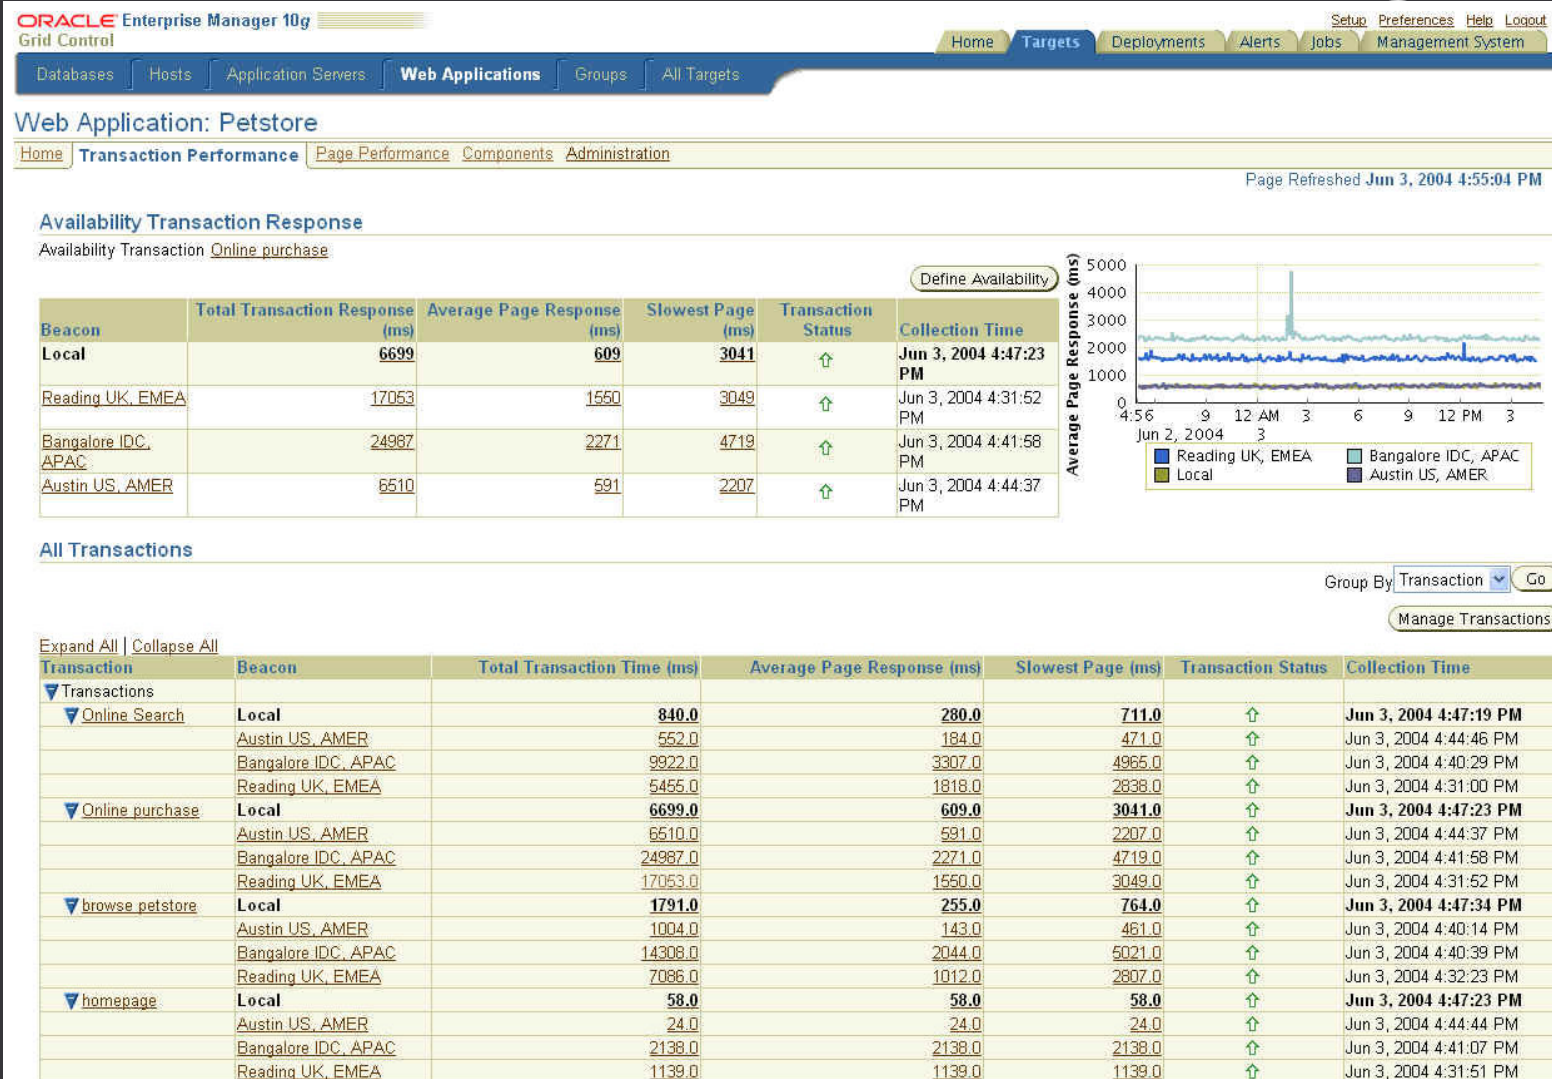 ORACLE Enterprise Manager 10g
Grid Control
Setup Preferences Help Logout
Home Targets Deployments Alerts Jobs Management System
Databases Hosts Application Servers Web Applications Groups All Targets
Web Application: Petstore
Home Transaction Performance Page Performance Components Administration
Page Refreshed Jun 3, 2004 4:55:04 PM
Availability Transaction Response
Availability Transaction Online purchase
Define Availability
Beacon Total Transaction Response (ms) Average Page Response (ms) Slowest Page (ms) Transaction Status Collection Time
Local 6699 609 3041 Jun 3, 2004 4:47:23 PM
Reading UK, EMEA 17053 1550 3049 Jun 3, 2004 4:31:52 PM
Bangalore IDC, APAC 24987 2271 4719 Jun 3, 2004 4:41:58 PM
Austin US, AMER 6510 591 2207 Jun 3, 2004 4:44:37 PM
Average Page Response (ms)
5000
4000
3000
2000
1000
0
4:56 9 12 AM 3 6 9 12 PM 3
Jun 2, 2004 3
Reading UK, EMEA Bangalore IDC, APAC
Local Austin US, AMER
All Transactions
Group By Transaction Go
Manage Transactions
Expand All | Collapse All
Transaction Beacon Total Transaction Time (ms) Average Page Response (ms) Slowest Page (ms) Transaction Status Collection Time
Transactions
Online Search Local 840.0 280.0 711.0 Jun 3, 2004 4:47:19 PM
Austin US, AMER 552.0 184.0 471.0 Jun 3, 2004 4:44:46 PM
Bangalore IDC, APAC 9922.0 3307.0 4965.0 Jun 3, 2004 4:40:29 PM
Reading UK, EMEA 5455.0 1818.0 2838.0 Jun 3, 2004 4:31:00 PM
Online purchase Local 6699.0 609.0 3041.0 Jun 3, 2004 4:47:23 PM
Austin US, AMER 6510.0 591.0 2207.0 Jun 3, 2004 4:44:37 PM
Bangalore IDC, APAC 24987.0 2271.0 4719.0 Jun 3, 2004 4:41:58 PM
Reading UK, EMEA 17053.0 1550.0 3049.0 Jun 3, 2004 4:31:52 PM
browse petstore Local 1791.0 255.0 764.0 Jun 3, 2004 4:47:34 PM
Austin US, AMER 1004.0 143.0 461.0 Jun 3, 2004 4:40:14 PM
Bangalore IDC, APAC 14308.0 2044.0 5021.0 Jun 3, 2004 4:40:39 PM
Reading UK, EMEA 7086.0 1012.0 2807.0 Jun 3, 2004 4:32:23 PM
homepage Local 58.0 58.0 58.0 Jun 3, 2004 4:47:23 PM
Austin US, AMER 24.0 24.0 24.0 Jun 3, 2004 4:44:44 PM
Bangalore IDC, APAC 2138.0 2138.0 2138.0 Jun 3, 2004 4:41:07 PM
Reading UK, EMEA 1139.0 1139.0 1139.0 Jun 3, 2004 4:31:51 PM